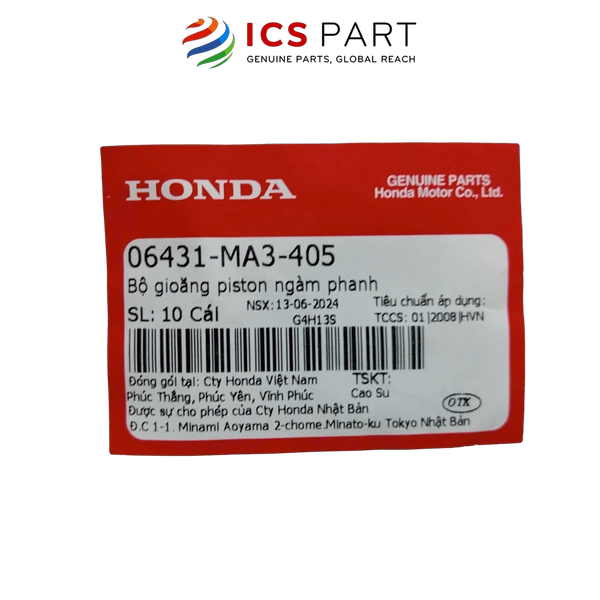 ICS PART
GENUINE PARTS, GLOBAL REACH
HONDA
GENUINE PARTS
Honda Motor Co., Ltd.
06431-MA3-405
Bộ gioăng piston ngàm phanh
SL: 10 Cái
NSX: 13-06-2024
G4H13S
Tiêu chuẩn áp dụng:
TCCS: 01|2008|HVN
Đóng gói tại: Cty Honda Việt Nam
Phúc Thắng, Phúc Yên, Vĩnh Phúc
TSKT:
Cao Su
Được sự cho phép của Cty Honda Nhật Bản
Đ.C 1-1. Minami Aoyama 2-chome.Minato-ku Tokyo Nhật Bản
OTK